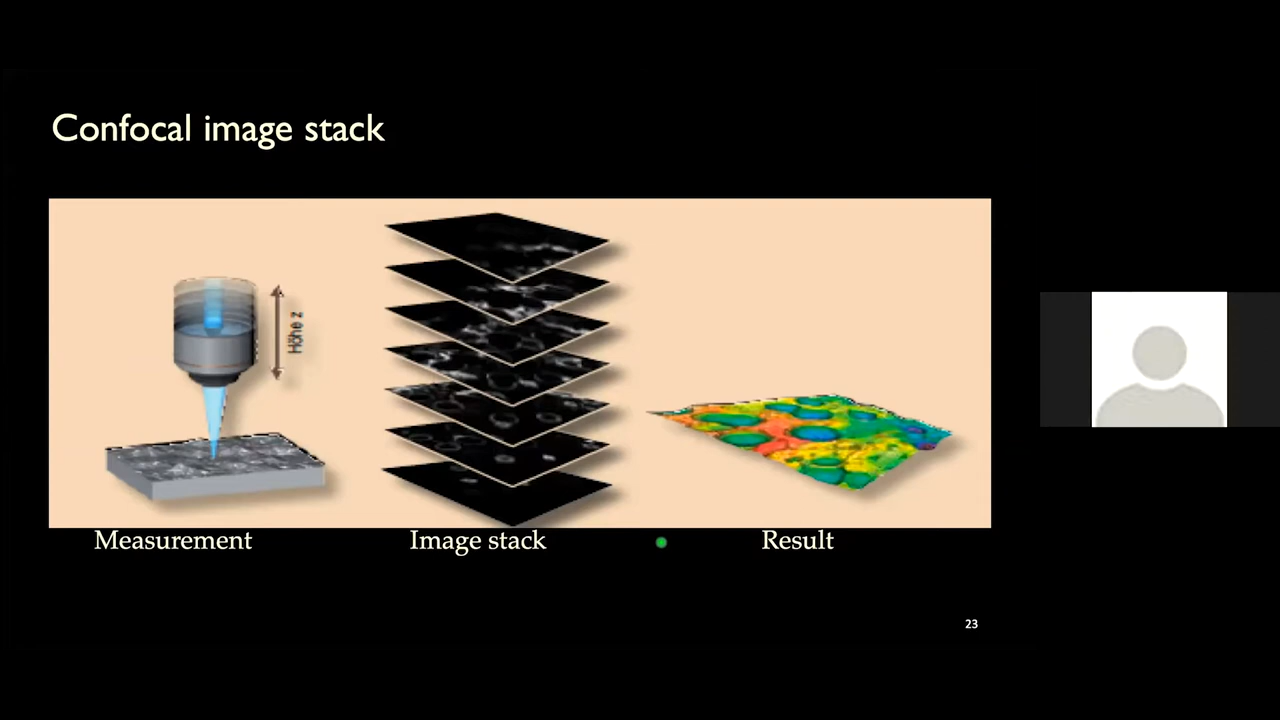 Confocal image stack
Höhe z
Measurement
Image stack
Result
23